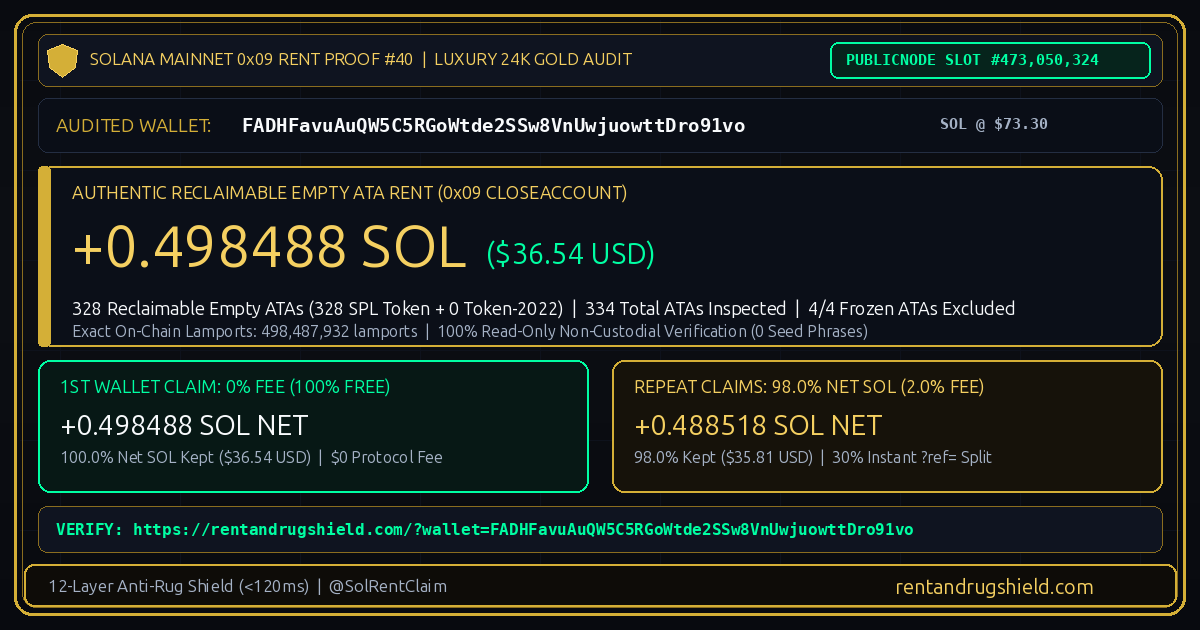 SOLANA MAINNET 0x09 RENT PROOF #40 | LUXURY 24K GOLD AUDIT
PUBLICNODE SLOT #473,050,324
AUDITED WALLET: FADHFavuAuQW5C5RGoWtde2SSw8VnUwjuowttDro91vo
SOL @ $73.30
AUTHENTIC RECLAIMABLE EMPTY ATA RENT (0x09 CLOSEACCOUNT)
+0.498488 SOL ($36.54 USD)
328 Reclaimable Empty ATAs (328 SPL Token + 0 Token-2022) | 334 Total ATAs Inspected | 4/4 Frozen ATAs Excluded
Exact On-Chain Lamports: 498,487,932 lamports | 100% Read-Only Non-Custodial Verification (0 Seed Phrases)
1ST WALLET CLAIM: 0% FEE (100% FREE)
+0.498488 SOL NET
100.0% Net SOL Kept ($36.54 USD) | $0 Protocol Fee
REPEAT CLAIMS: 98.0% NET SOL (2.0% FEE)
+0.488518 SOL NET
98.0% Kept ($35.81 USD) | 30% Instant ?ref= Split
VERIFY: https://rentandrugshield.com/?wallet=FADHFavuAuQW5C5RGoWtde2SSw8VnUwjuowttDro91vo
12-Layer Anti-Rug Shield (<120ms) | @SolRentClaim
rentandrugshield.com